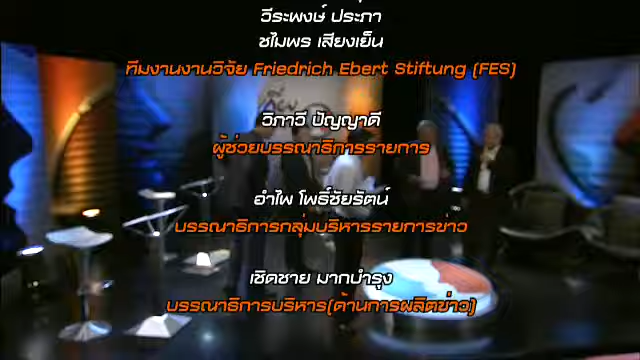 วีระพงษ์ ประภา
ชไมพร เสียงเย็น
ทีมงานงานวิจัย Friedrich Ebert Stiftung (FES)
วิภาวี ปัญญาดี
ผู้ช่วยบรรณาธิการรายการ
อำไพ โพธิ์ชัยรัตน์
บรรณาธิการกลุ่มบริหารรายการข่าว
เชิดชาย มากบำรุง
บรรณาธิการบริหาร(ด้านการผลิตข่าว)